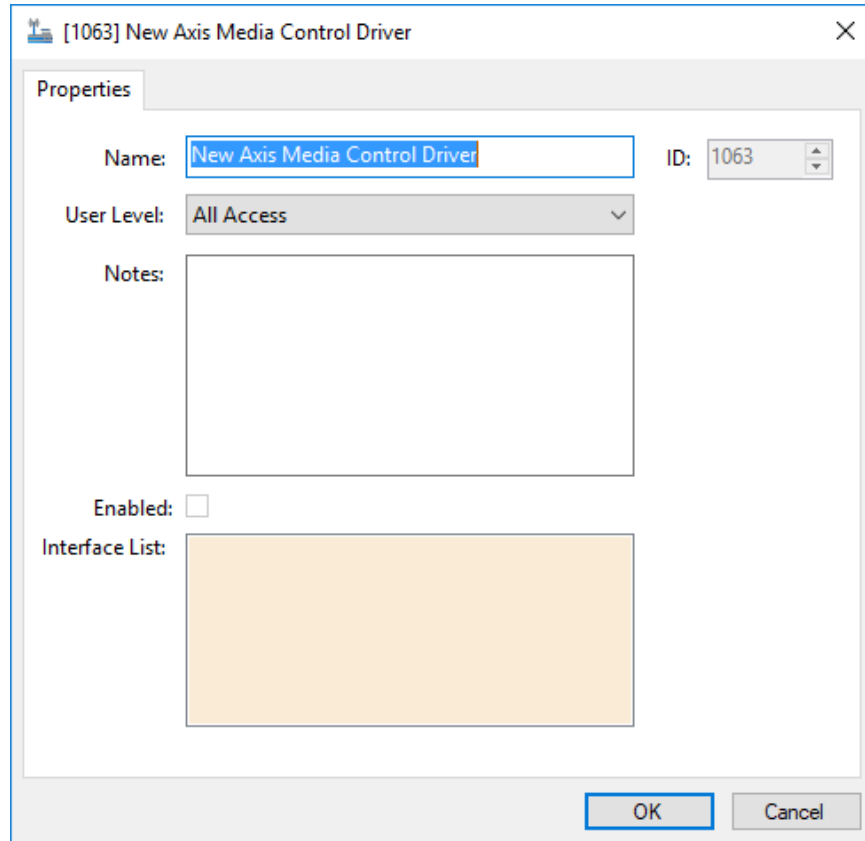 [1063] New Axis Media Control Driver
Properties
Name: New Axis Media Control Driver ID: 1063
User Level: All Access
Notes:
Enabled:
Interface List:
OK Cancel